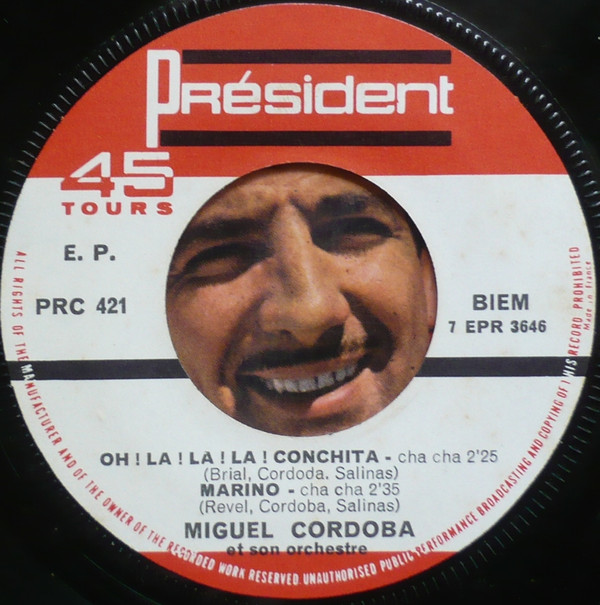 Président
45
TOURS
E. P.
PRC 421
BIEM
7 EPR 3646
OH ! LA ! LA ! LA ! CONCHITA - cha cha 2'25
(Brial, Cordoda, Salinas)
MARINO - cha cha 2'35
(Revel, Cordoba, Salinas)
MIGUEL CORDOBA
et son orchestre
ALL RIGHTS OF THE MANUFACTURER AND OF THE OWNER OF THE RECORDED WORK RESERVED. UNAUTHORISED PUBLIC PERFORMANCE BROADCASTING AND COPYING OF THIS RECORD PROHIBITED
Made in France